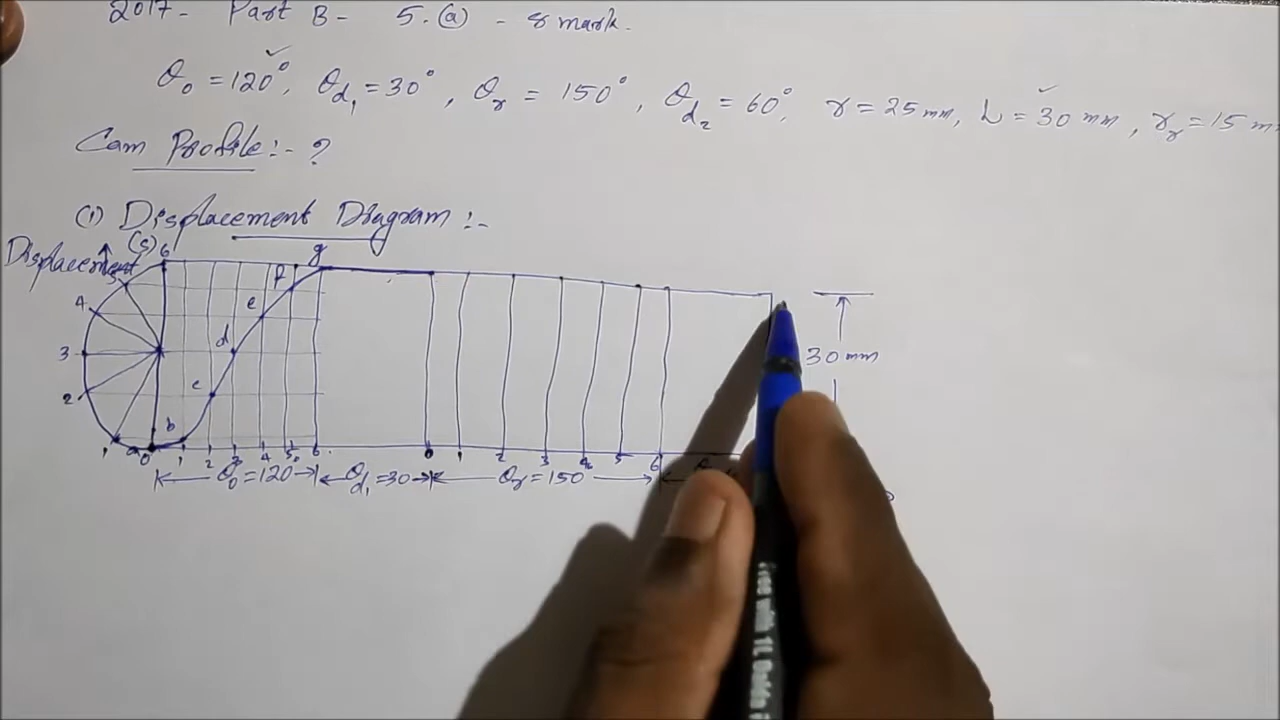 2017 - Part B - 5. (a) - 8 mark.
θo = 120°, θd1 = 30°, θr = 150°, θd2 = 60°, r = 25 mm, L = 30 mm, rr = 15 m
Cam Profile :- ?
(1) Displacement Diagram :-
Displacement (s) 6 g
f
4 e
3 d 30 mm
2 c
b
1 a 0 1 2 3 4 5 6 0 1 2 3 4 5 6
θo = 120 θd1 = 30 θr = 150